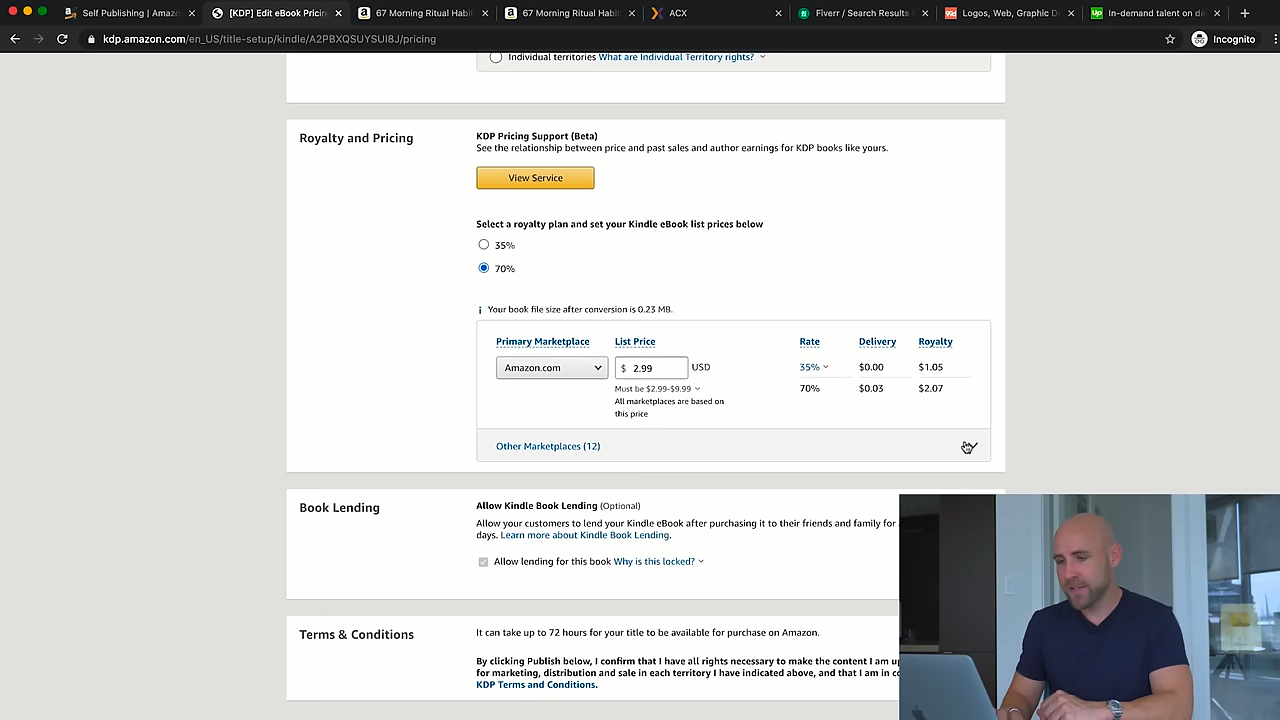 Self Publishing | Amazon
[KDP] Edit eBook Pricin
67 Morning Ritual Habi
67 Morning Ritual Habi
ACX
Fiverr / Search Results
Logos, Web, Graphic D
In-demand talent on de
kdp.amazon.com/en_US/title-setup/kindle/A2PBXQSUYSUI8J/pricing
Incognito
Individual territories What are Individual Territory rights?
Royalty and Pricing
KDP Pricing Support (Beta)
See the relationship between price and past sales and author earnings for KDP books like yours.
View Service
Select a royalty plan and set your Kindle eBook list prices below
35%
70%
Your book file size after conversion is 0.23 MB.
Primary Marketplace List Price Rate Delivery Royalty
Amazon.com $ 2.99 USD 35% $0.00 $1.05
Must be $2.99-$9.99 70% $0.03 $2.07
All marketplaces are based on
this price
Other Marketplaces (12)
Book Lending
Allow Kindle Book Lending (Optional)
Allow your customers to lend your Kindle eBook after purchasing it to their friends and family for
days. Learn more about Kindle Book Lending.
Allow lending for this book Why is this locked?
Terms & Conditions
It can take up to 72 hours for your title to be available for purchase on Amazon.
By clicking Publish below, I confirm that I have all rights necessary to make the content I am up
for marketing, distribution and sale in each territory I have indicated above, and that I am in co
KDP Terms and Conditions.